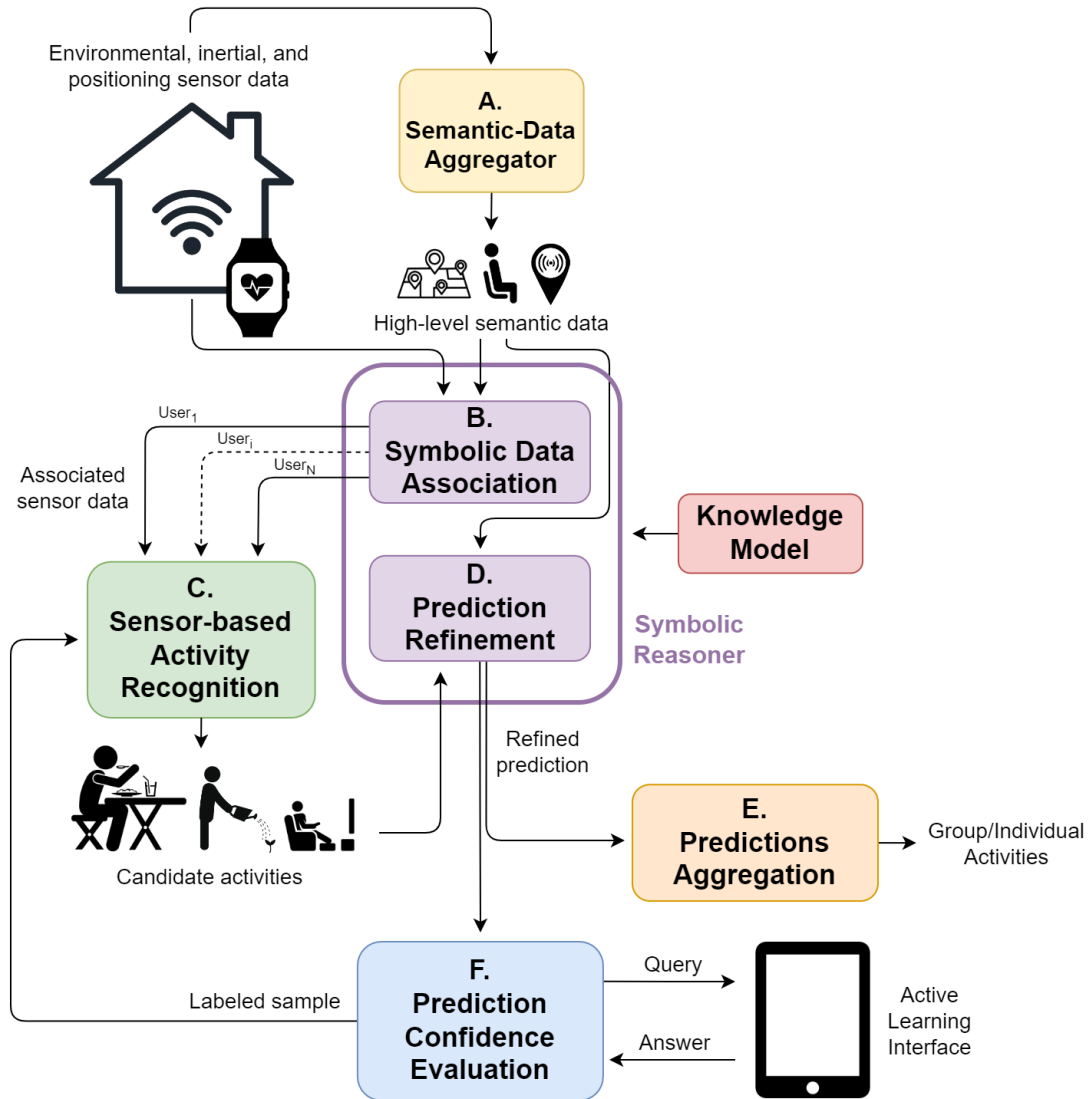 Environmental, inertial, and
positioning sensor data
A.
Semantic-Data
Aggregator
High-level semantic data
User1
Useri
UserN
Associated
sensor data
B.
Symbolic Data
Association
Knowledge
Model
C.
Sensor-based
Activity
Recognition
D.
Prediction
Refinement
Symbolic
Reasoner
Refined
prediction
Candidate activities
E.
Predictions
Aggregation
Group/Individual
Activities
Labeled sample
F.
Prediction
Confidence
Evaluation
Query
Answer
Active
Learning
Interface